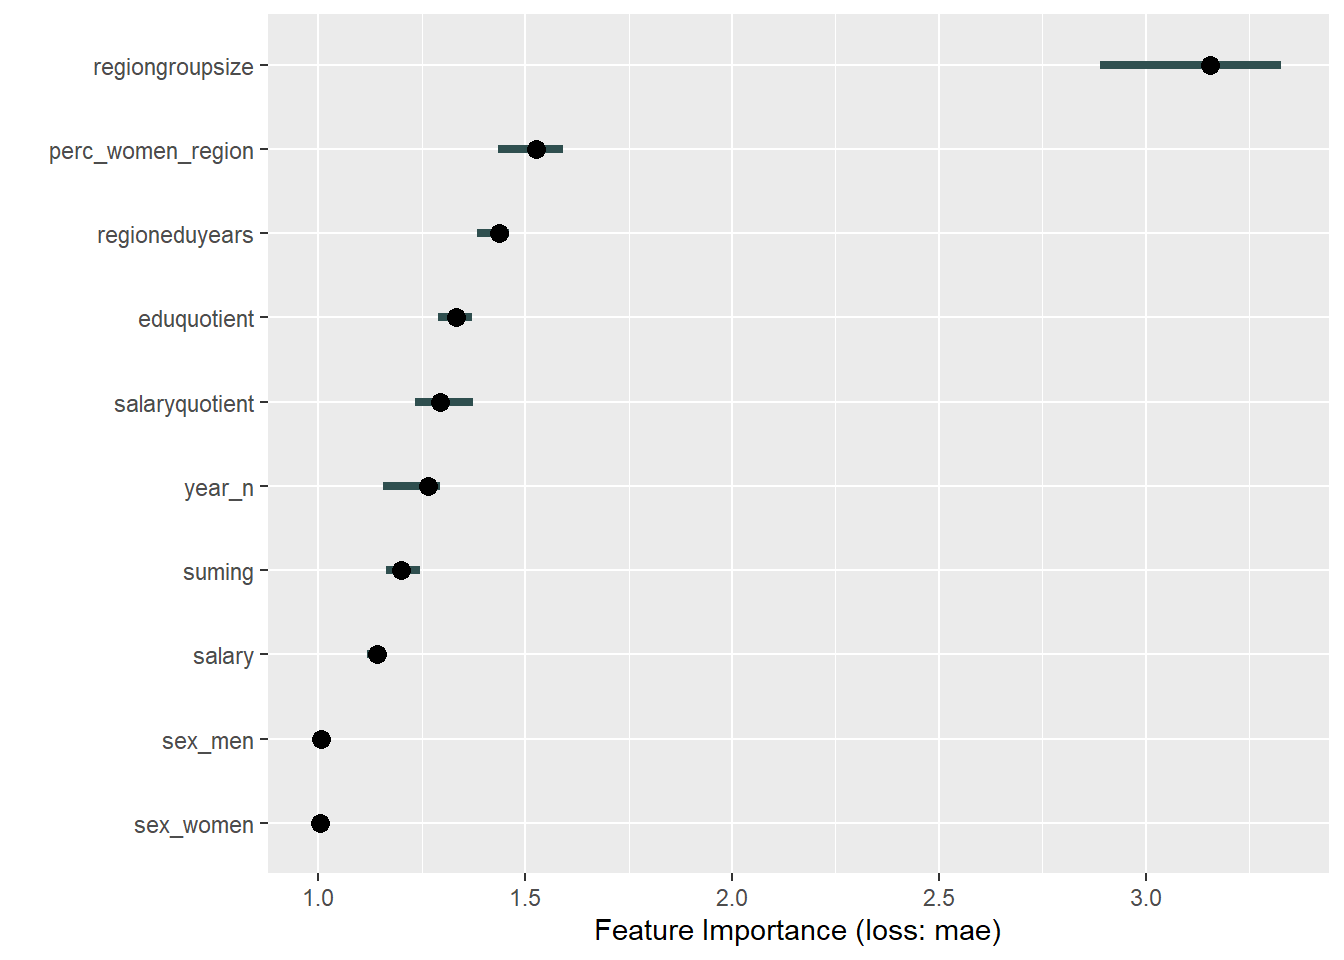 regiongroupsize
perc_women_region
regioneduyears
eduquotient
salaryquotient
year_n
suming
salary
sex_men
sex_women
1.0 1.5 2.0 2.5 3.0
Feature Importance (loss: mae)